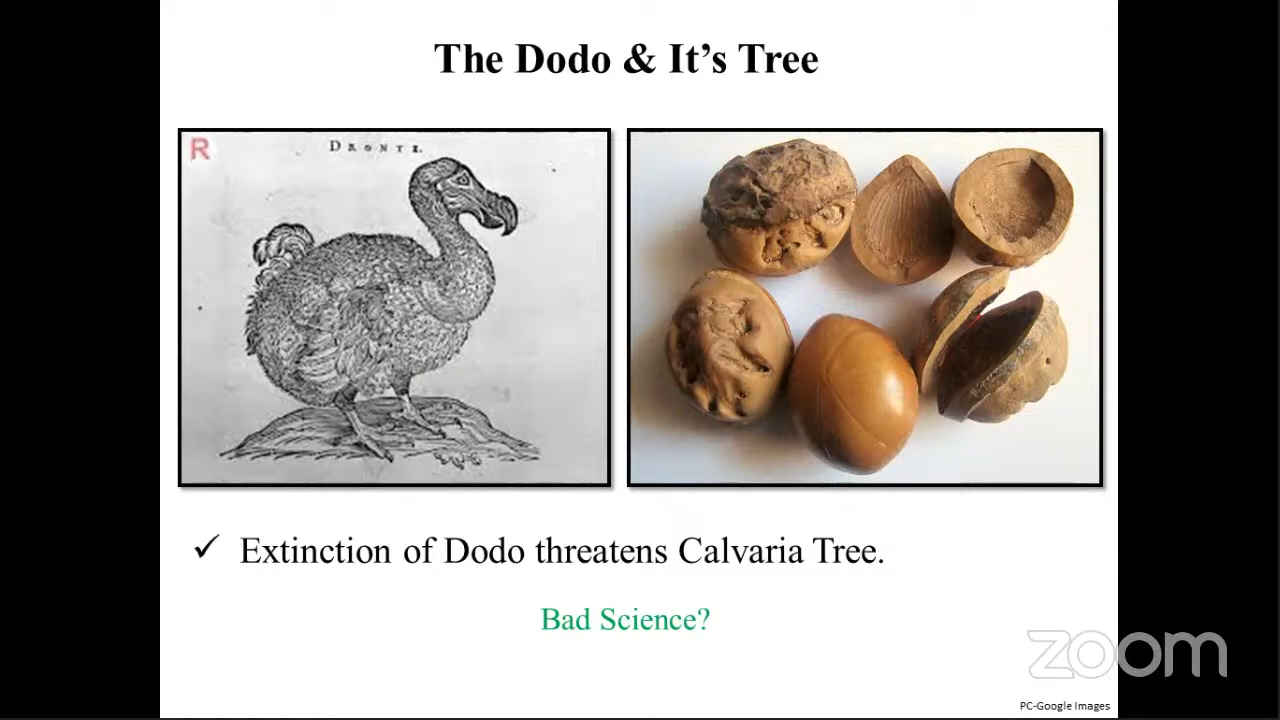 The Dodo & It’s Tree
R
DRONTE.
✓ Extinction of Dodo threatens Calvaria Tree.
Bad Science?
zoom
PC-Google Images